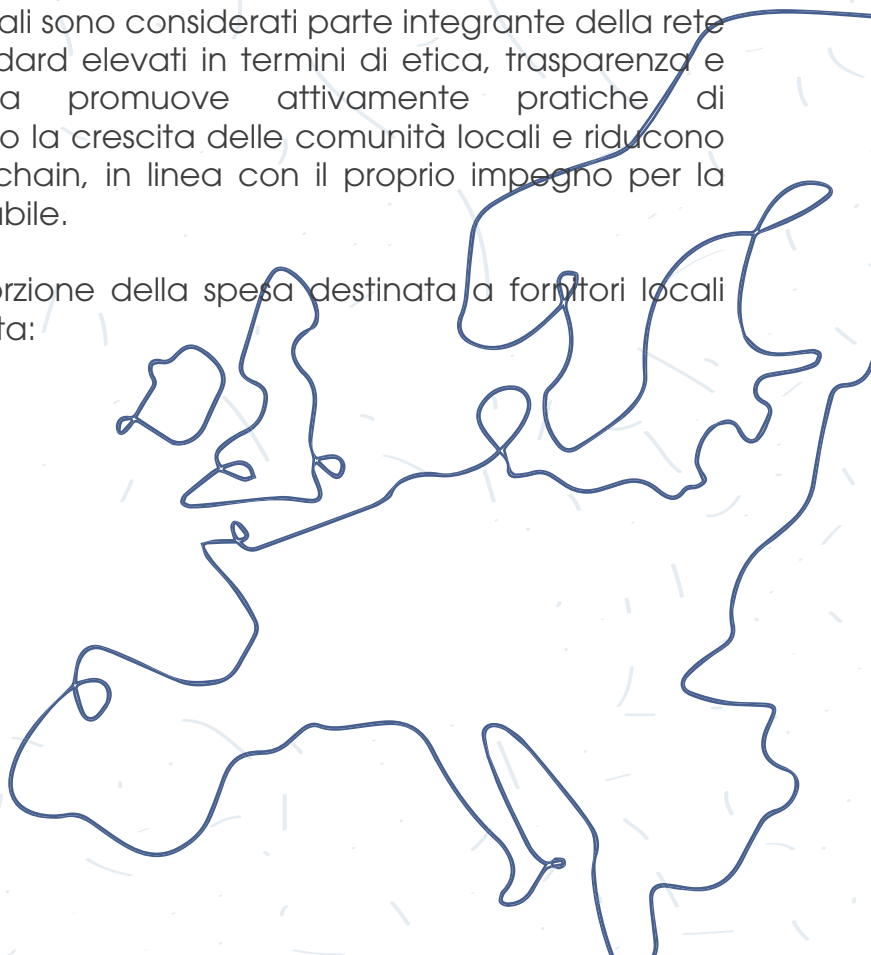 ali sono considerati parte integrante della rete
dard elevati in termini di etica, trasparenza e
a promuove attivamente pratiche di
o la crescita delle comunità locali e riducono
chain, in linea con il proprio impegno per la
abile.
orzione della spesa destinata a fornitori locali
ta: